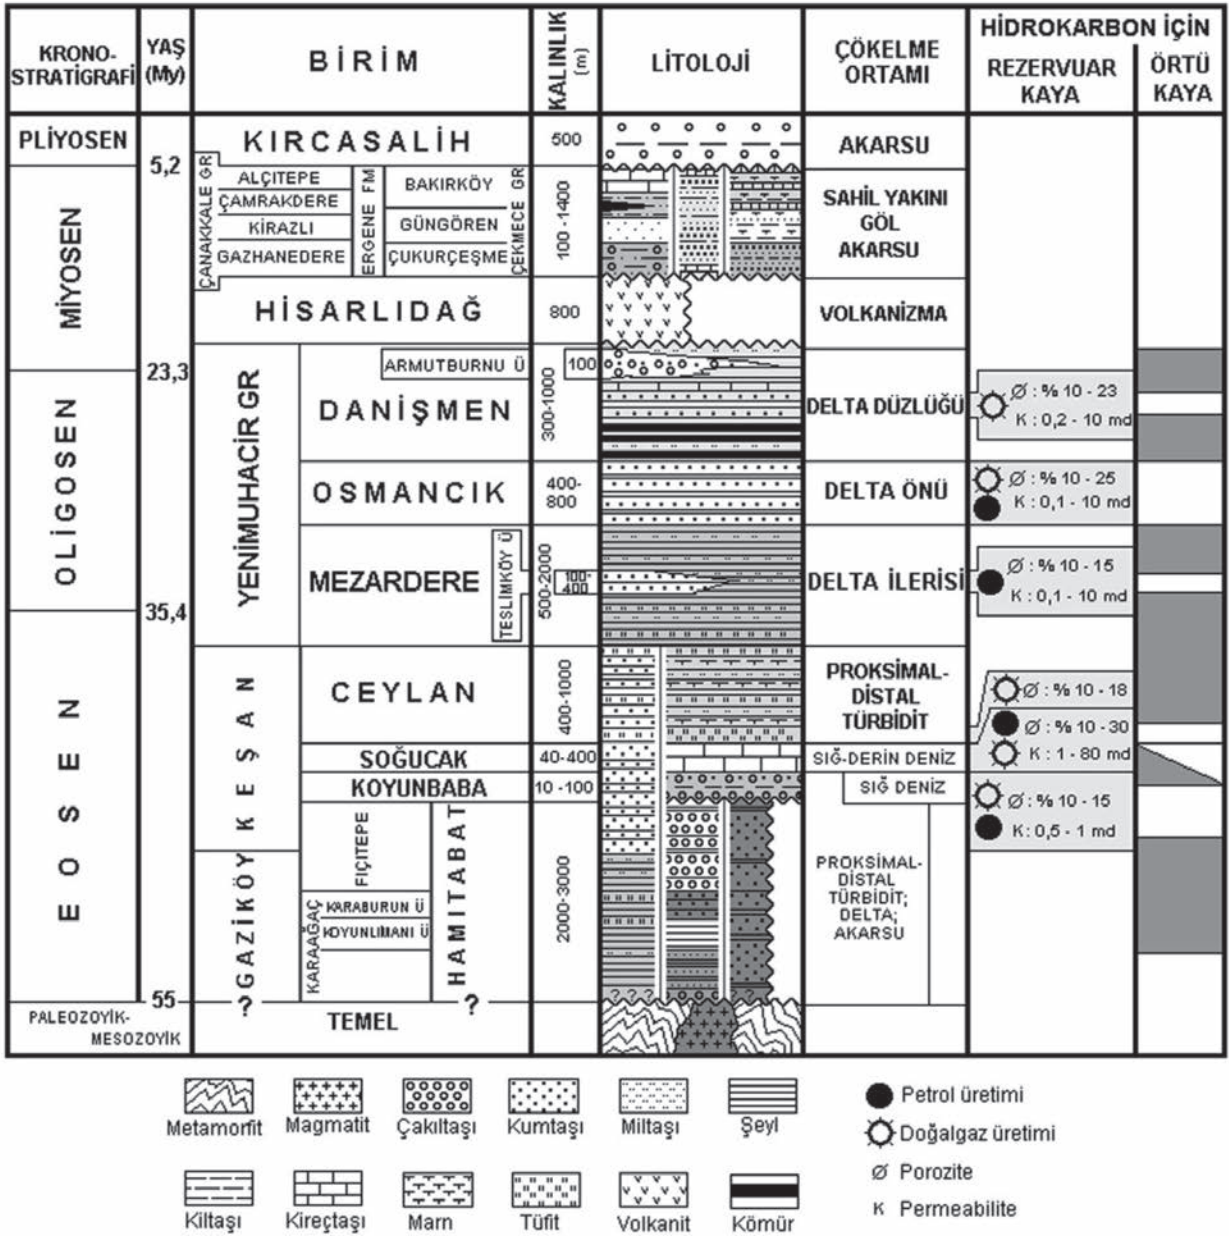 KRONO-
STRATİGRAFİ
YAŞ
(My)
BİRİM
KALINLIK
(m)
LİTOLOJİ
ÇÖKELME
ORTAMI
HİDROKARBON İÇİN
REZERVUAR
KAYA
ÖRTÜ
KAYA
PLİYOSEN
5,2
KIRCASALİH
500
AKARSU
MİYOSEN
ÇANAKKALE GR
ALÇITEPE
ÇAMRAKDERE
KİRAZLI
GAZHANEDERE
ERGENE FM
BAKIRKÖY
GÜNGÖREN
ÇUKURÇEŞME
ÇEKMECE GR
100 -1400
SAHİL YAKINI
GÖL
AKARSU
HİSARLIDAĞ
800
VOLKANİZMA
23,3
OLİGOSEN
YENİMUHACİR GR
ARMUTBURNU Ü
100
DANİŞMEN
300-1000
DELTA DÜZLÜĞÜ
Ø : % 10 - 23
K : 0,2 - 10 md
OSMANCIK
400-
800
DELTA ÖNÜ
Ø : % 10 - 25
K : 0,1 - 10 md
MEZARDERE
TESLİMKÖY Ü
500-2000
100-
400
DELTA İLERİSİ
Ø : % 10 - 15
K : 0,1 - 10 md
35,4
EOSEN
KEŞAN
CEYLAN
400-1000
PROKSİMAL-
DİSTAL
TÜRBİDİT
Ø : % 10 - 18
Ø : % 10 - 30
K : 1 - 80 md
SOĞUCAK
40-400
SIĞ-DERİN DENİZ
KOYUNBABA
10 -100
SIĞ DENİZ
Ø : % 10 - 15
K : 0,5 - 1 md
GAZİKÖY
FIÇITEPE
KARAAĞAÇ
KARABURUN Ü
KOYUNLIMANI Ü
HAMITABAT
2000-3000
PROKSİMAL-
DİSTAL
TÜRBİDİT;
DELTA;
AKARSU
55
?
?
? ? ? ?
PALEOZOYİK-
MESOZOYİK
TEMEL
Metamorfit
Magmatit
Çakıltaşı
Kumtaşı
Miltaşı
Şeyl
Kiltaşı
Kireçtaşı
Marn
Tüfit
Volkanit
Kömür
Petrol üretimi
Doğalgaz üretimi
Ø Porozite
K Permeabilite